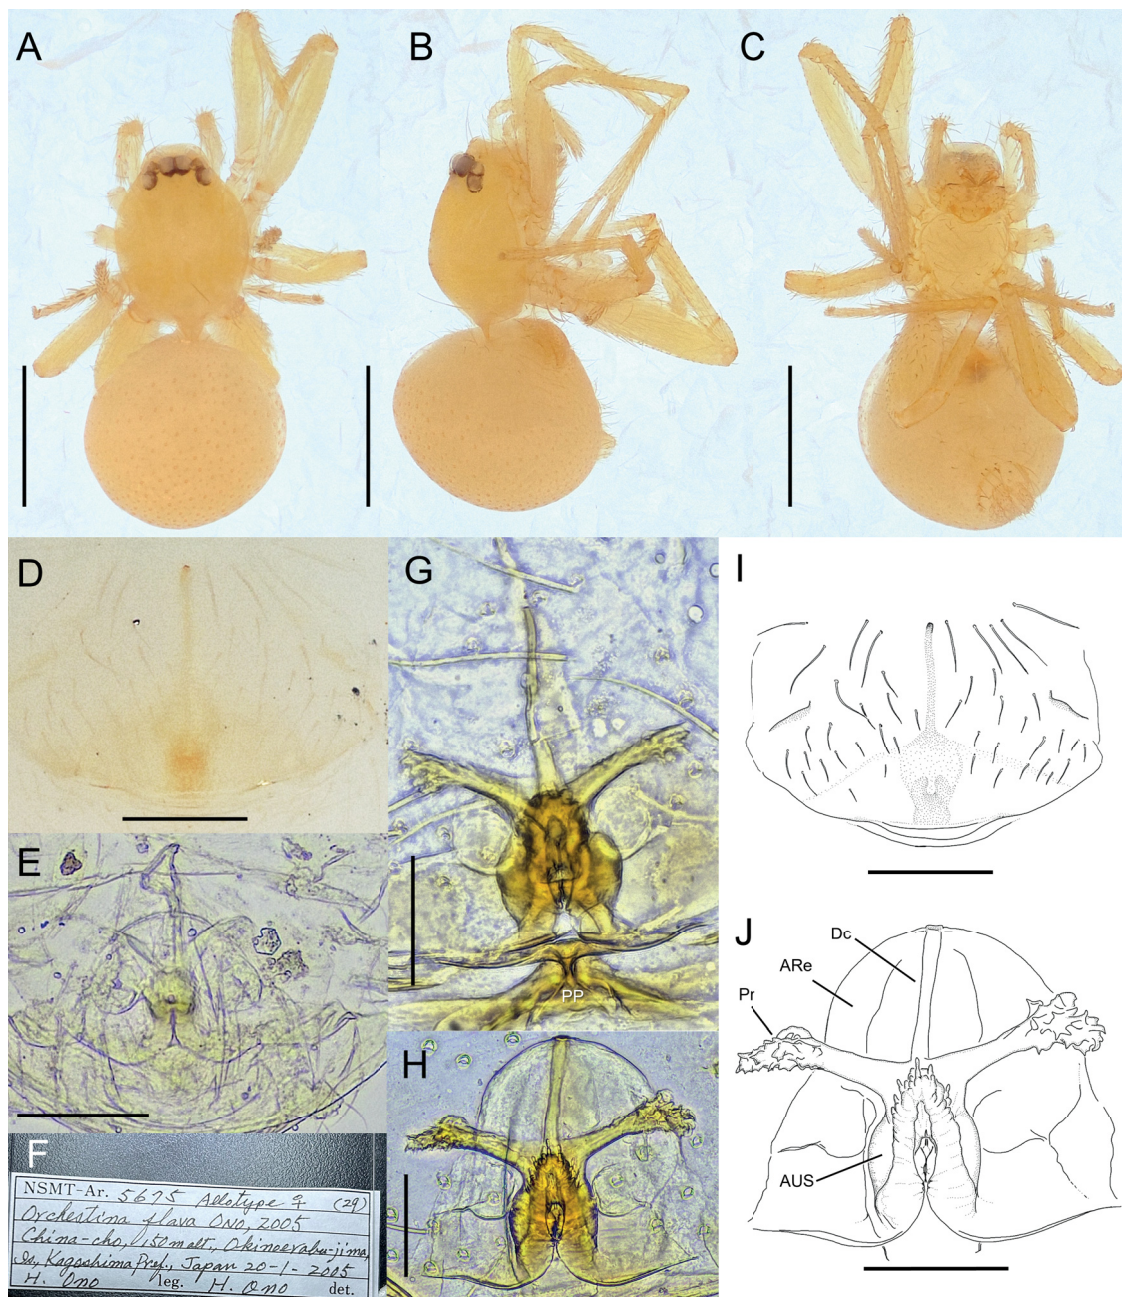 A
B
C
D
E
F
NSMT-Ar. 5675 Allotype ♀ (29)
Orchestina flava ONO, 2005
China-cho, 150 m alt., Okinoerabu-jima,
Is., Kagoshima Pref., Japan 20-1-2005
H. Ono leg. H. Ono det.
G
PP
H
I
J
Dc
ARe
Pr
AUS